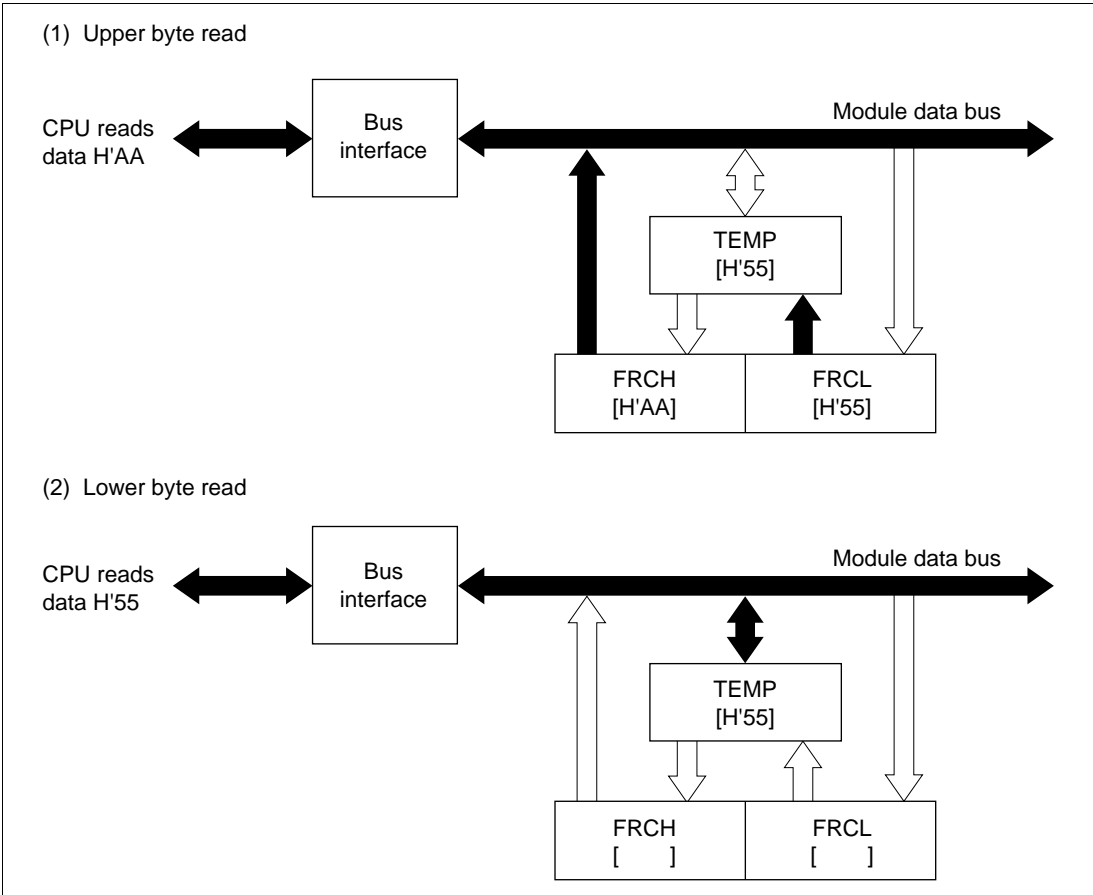 (1) Upper byte read
CPU reads
data H'AA
Bus
interface
Module data bus
TEMP
[H'55]
FRCH
[H'AA]
FRCL
[H'55]
(2) Lower byte read
CPU reads
data H'55
Bus
interface
Module data bus
TEMP
[H'55]
FRCH
[ ]
FRCL
[ ]